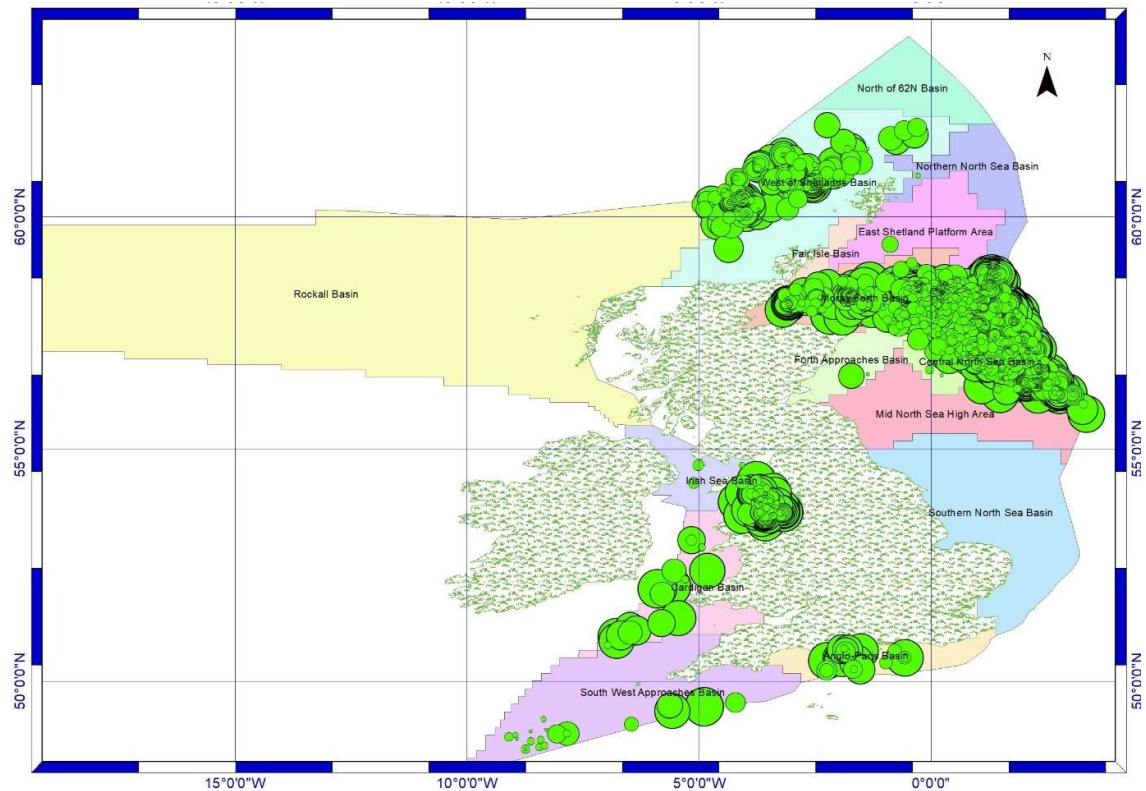 N
North of 62N Basin
Northern North Sea Basin
West of Shetlands Basin
60°0'0"N
60°0'0"N
East Shetland Platform Area
Fair Isle Basin
Rockall Basin
Moray Forth Basin
Forth Approaches Basin
Central North Sea Basin
Mid North Sea High Area
55°0'0"N
55°0'0"N
Irish Sea Basin
Southern North Sea Basin
Cardigan Basin
Anglo-Paris Basin
50°0'0"N
50°0'0"N
South West Approaches Basin
15°0'0"W
10°0'0"W
5°0'0"W
0°0'0"